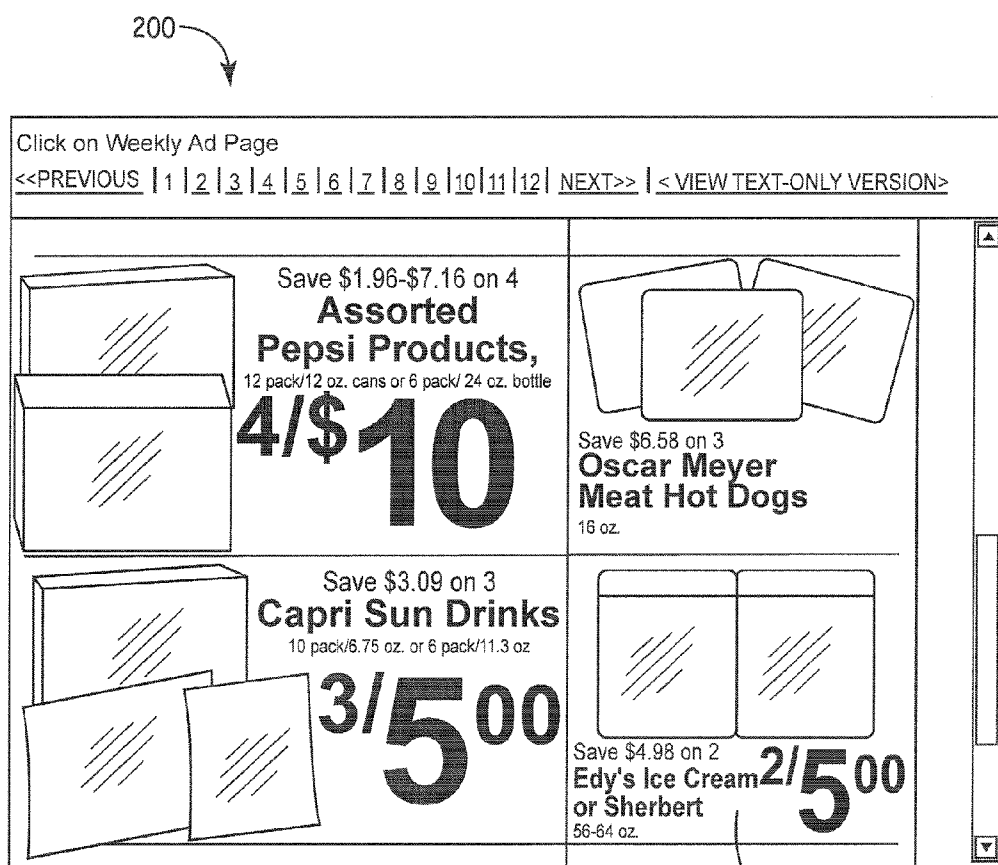 200
Click on Weekly Ad Page
<<PREVIOUS | 1 | 2 | 3 | 4 | 5 | 6 | 7 | 8 | 9 | 10 | 11 | 12 | NEXT>> | < VIEW TEXT-ONLY VERSION>
Save $1.96-$7.16 on 4
Assorted
Pepsi Products,
12 pack/12 oz. cans or 6 pack/ 24 oz. bottle
4/$10
Save $6.58 on 3
Oscar Meyer
Meat Hot Dogs
16 oz.
Save $3.09 on 3
Capri Sun Drinks
10 pack/6.75 oz. or 6 pack/11.3 oz
3/5 00
Save $4.98 on 2
Edy's Ice Cream
or Sherbert
56-64 oz.
2/5 00